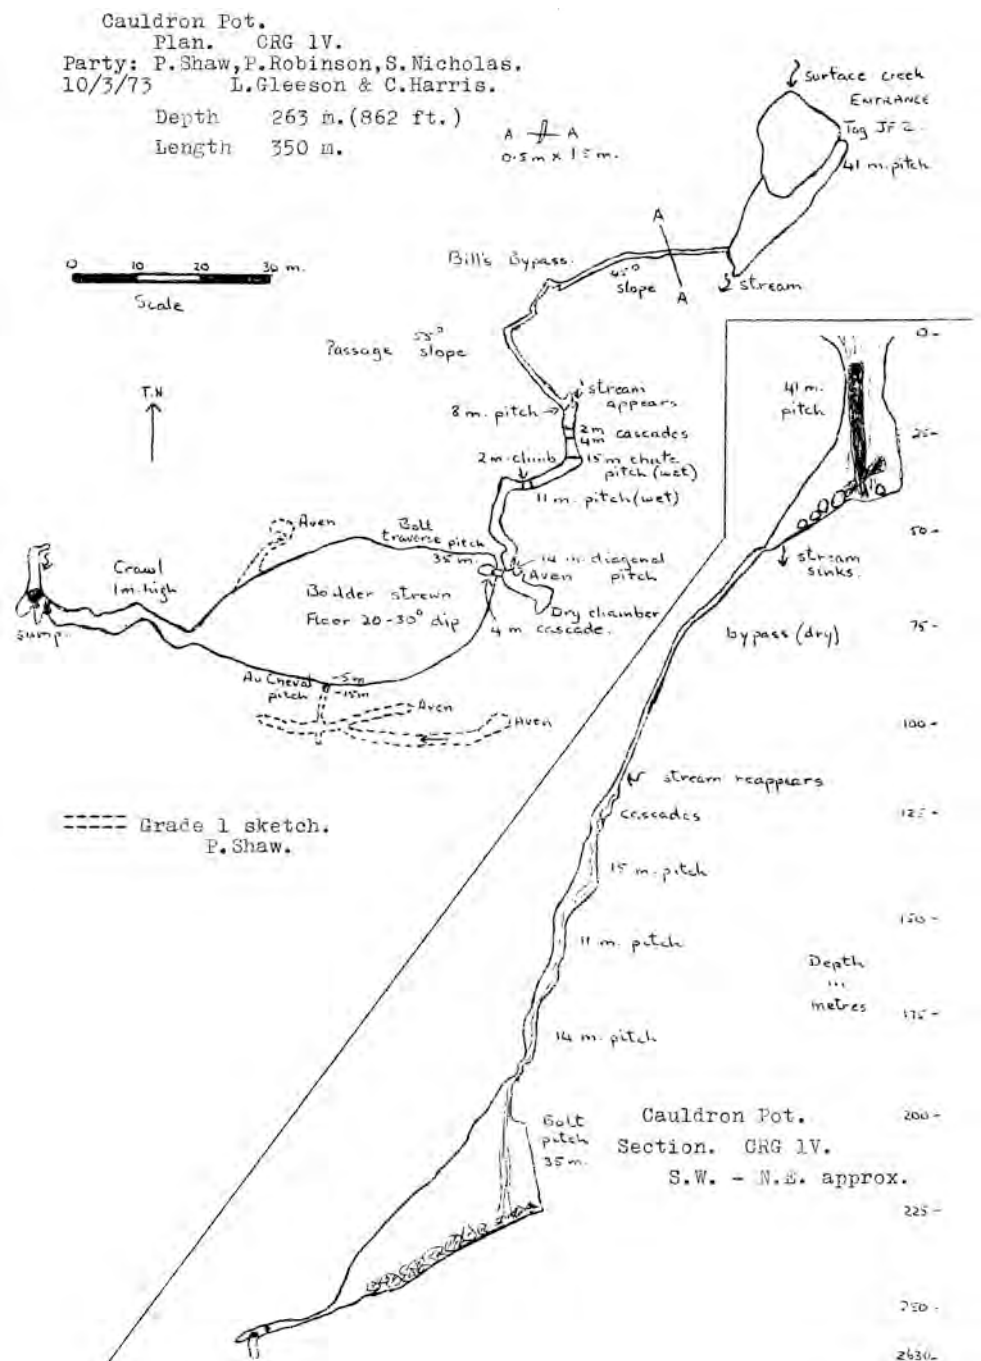 Cauldron Pot.
Plan. CRG 1V.
Party: P.Shaw,P.Robinson,S.Nicholas.
10/3/73 L.Gleeson & C.Harris.
Depth 263 m.(862 ft.)
Length 350 m.
A A
0.5m x 1.5m.
Surface creek
ENTRANCE
Tag JF 2
41 m. pitch
0 10 20 30 m.
Scale
Bill's Bypass.
A
45° slope
A
stream
Passage 55° slope
T.N
stream appears
8 m. pitch
2m
4m cascades
2 m. climb
15 m chute pitch (wet)
11 m. pitch (wet)
Aven
Bolt traverse pitch
35 m.
14 m. diagonal pitch
Aven
Crawl
1m. high
Boulder strewn
Floor 20-30° dip
Dry chamber
4 m cascade.
Sump.
Au Cheval pitch
-5m
-15m
Aven
Aven
Grade 1 sketch.
P.Shaw.
0 -
41 m. pitch
25 -
50 -
stream sinks.
75 -
bypass (dry)
100 -
stream reappears
cascades
125 -
15 m. pitch
150 -
11 m. pitch
Depth
in
metres
175 -
14 m. pitch
200 -
Bolt pitch
35 m.
Cauldron Pot.
Section. CRG 1V.
S.W. - N.E. approx.
225 -
250 -